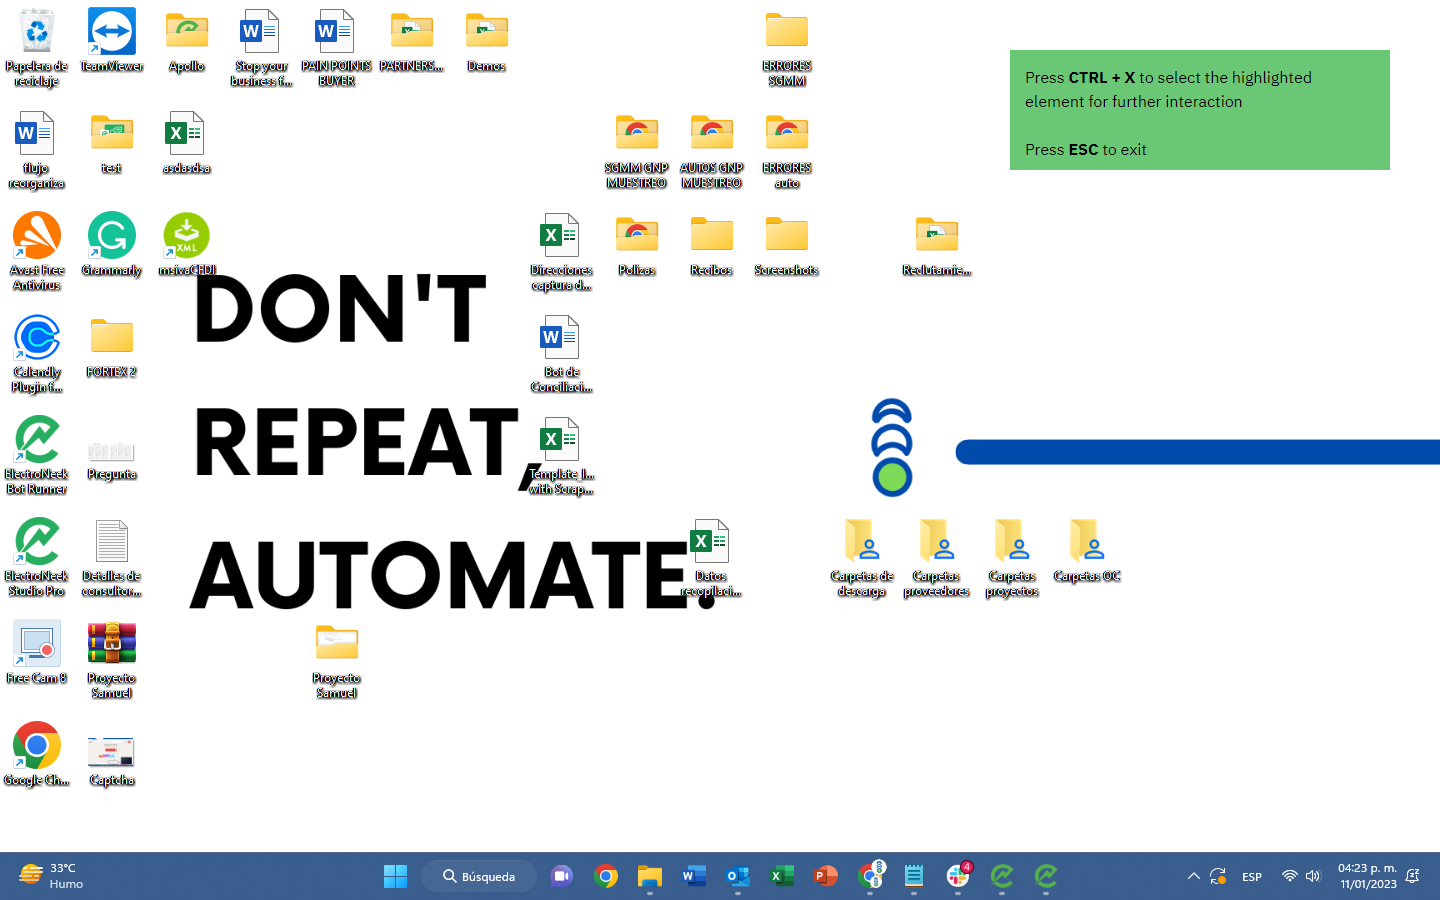 Papelera de
reciclaje
TeamViewer
Apollo
Stop your
business f...
PAIN POINTS
BUYER
PARTNERS...
Demos
ERRORES
SGMM
Press CTRL + X to select the highlighted
element for further interaction
Press ESC to exit
flujo
reorganiza
test
asdasdsa
SGMM GNP
MUESTREO
AUTOS GNP
MUESTREO
ERRORES
auto
Avast Free
Antivirus
Grammarly
XML
msivaCFDI
Direcciones
captura d...
Polizas
Recibos
Screenshots
Reclutamie...
DON'T
REPEAT,
AUTOMATE.
Calendly
Plugin f...
FORTEX 2
Bot de
Conciliaci...
ElectroNeek
Bot Runner
Pregunta
Template_I...
with Scrap...
ElectroNeek
Studio Pro
Detalles de
consultor...
Datos
recopilaci...
Carpetas de
descarga
Carpetas
proveedores
Carpetas
proyectos
Carpetas OC
Free Cam 8
Proyecto
Samuel
Proyecto
Samuel
Google Ch...
Captcha
33°C
Humo
Búsqueda
4
ESP
04:23 p. m.
11/01/2023